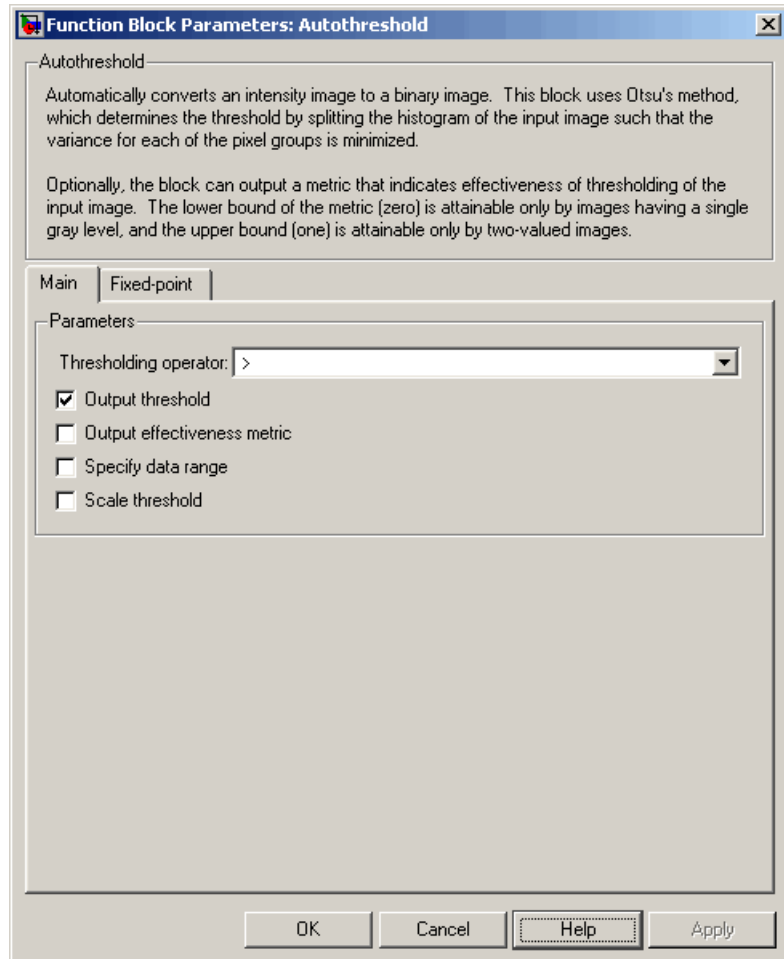 Function Block Parameters: Autothreshold
Autothreshold
Automatically converts an intensity image to a binary image. This block uses Otsu's method,
which determines the threshold by splitting the histogram of the input image such that the
variance for each of the pixel groups is minimized.
Optionally, the block can output a metric that indicates effectiveness of thresholding of the
input image. The lower bound of the metric (zero) is attainable only by images having a single
gray level, and the upper bound (one) is attainable only by two-valued images.
Main Fixed-point
Parameters
Thresholding operator: >
Output threshold
Output effectiveness metric
Specify data range
Scale threshold
OK Cancel Help Apply